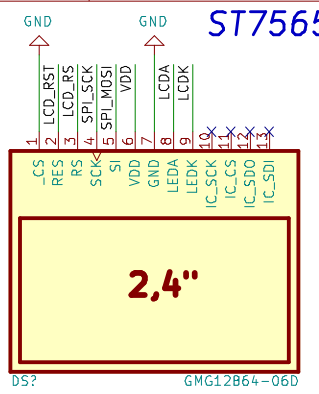 ST7565
GND GND
LCD_RST
LCD_RS
SPI_SCK
SPI_MOSI
VDD
LCDA
LCDK
1 2 3 4 5 6 7 8 9 10 11 12 13
_CS
RES
RS
SCK
SI
VDD
GND
LEDA
LEDK
IC_SCK
IC_CS
IC_SDO
IC_SDI
2,4"
DS? GMG12864-06D